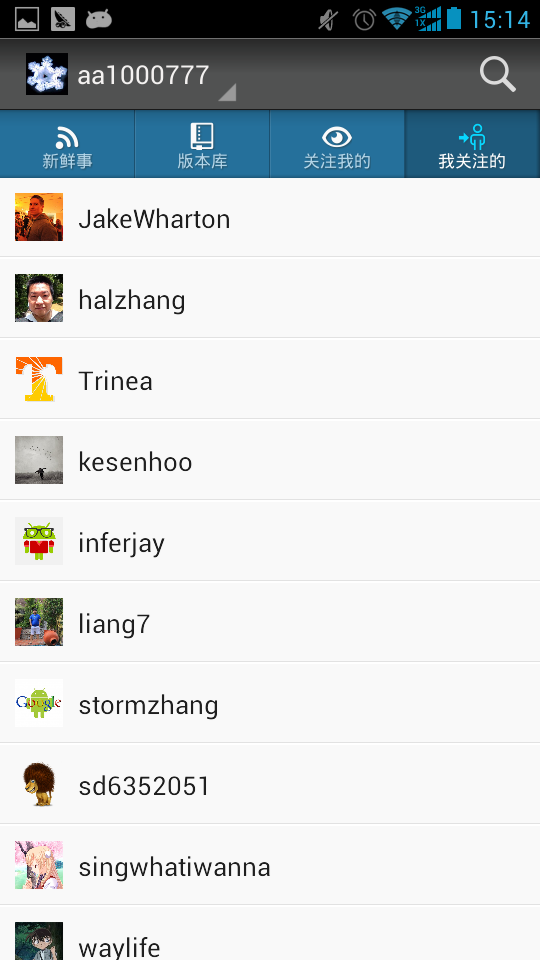 3G
1X
15:14
aa1000777
新鲜事
版本库
关注我的
我关注的
JakeWharton
halzhang
Trinea
kesenhoo
inferjay
liang7
Google
stormzhang
sd6352051
singwhatiwanna
waylife